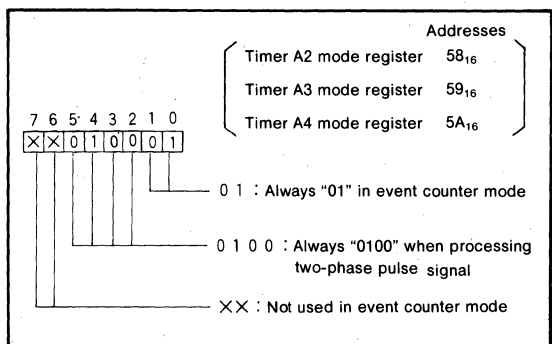 Addresses
Timer A2 mode register 58₁₆
Timer A3 mode register 59₁₆
Timer A4 mode register 5A₁₆
7 6 5 4 3 2 1 0
× × 0 1 0 0 0 1
0 1 : Always “01” in event counter mode
0 1 0 0 : Always “0100” when processing
two-phase pulse signal
×× : Not used in event counter mode